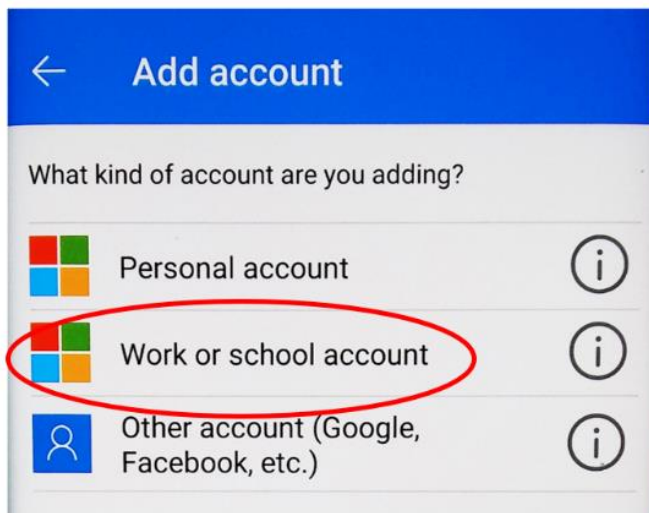 Add account
What kind of account are you adding?
Personal account
Work or school account
Other account (Google,
Facebook, etc.)